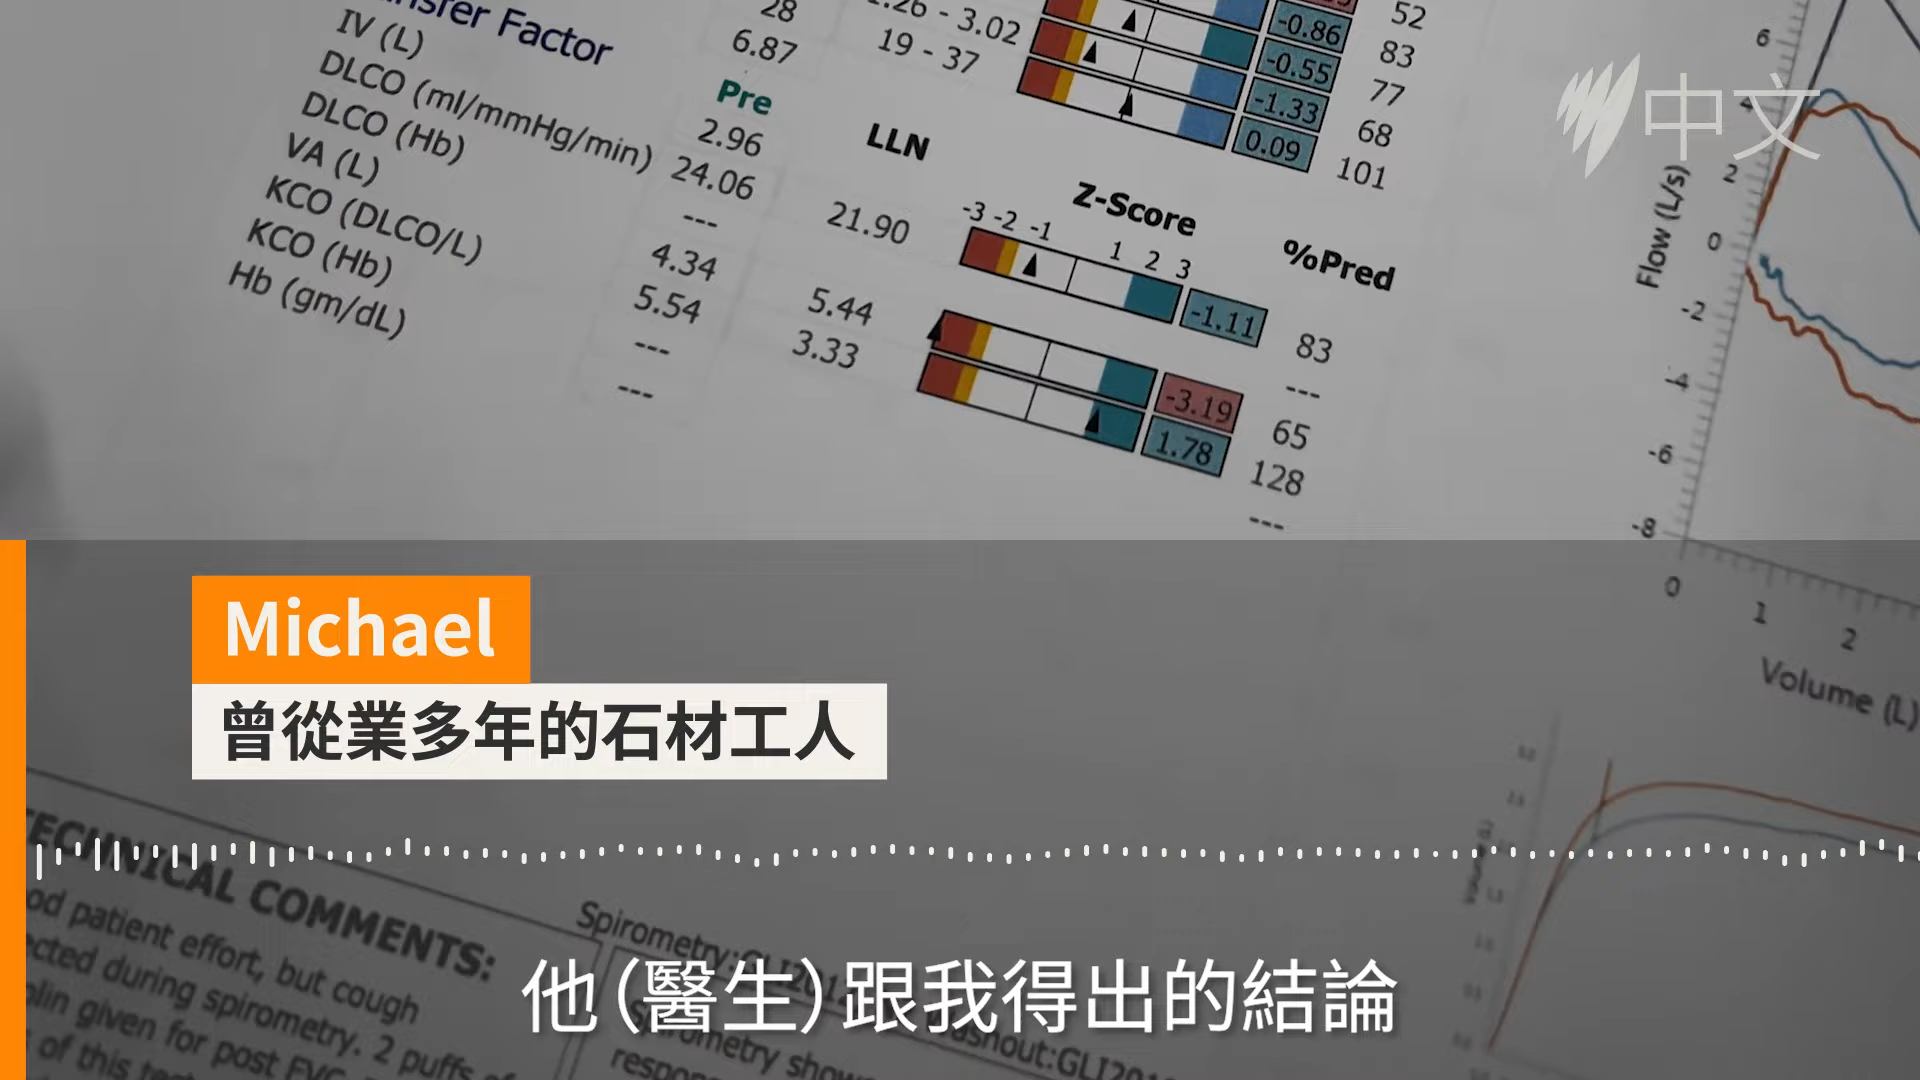 Transfer Factor
IV (L)
DLCO (ml/mmHg/min)
DLCO (Hb)
VA (L)
KCO (DLCO/L)
KCO (Hb)
Hb (gm/dL)
28
6.87
19 - 37
- 3.02
Pre
2.96
24.06
---
4.34
5.54
---
---
LLN
21.90
5.44
3.33
-0.86
-0.55
-1.33
0.09
52
83
77
68
101
Z-Score
-3 -2 -1 1 2 3
-1.11
-3.19
1.78
%Pred
83
---
65
128
---
6
4
2
0
-2
-4
-6
-8
Flow (L/s)
0 1 2
Volume (L)
中文
Michael
曾從業多年的石材工人
TECHNICAL COMMENTS:
patient effort, but cough
during spirometry. 2 puffs of
given for post FVC
of this
Spirometry:GLI
Spirometry
他（醫生）跟我得出的結論